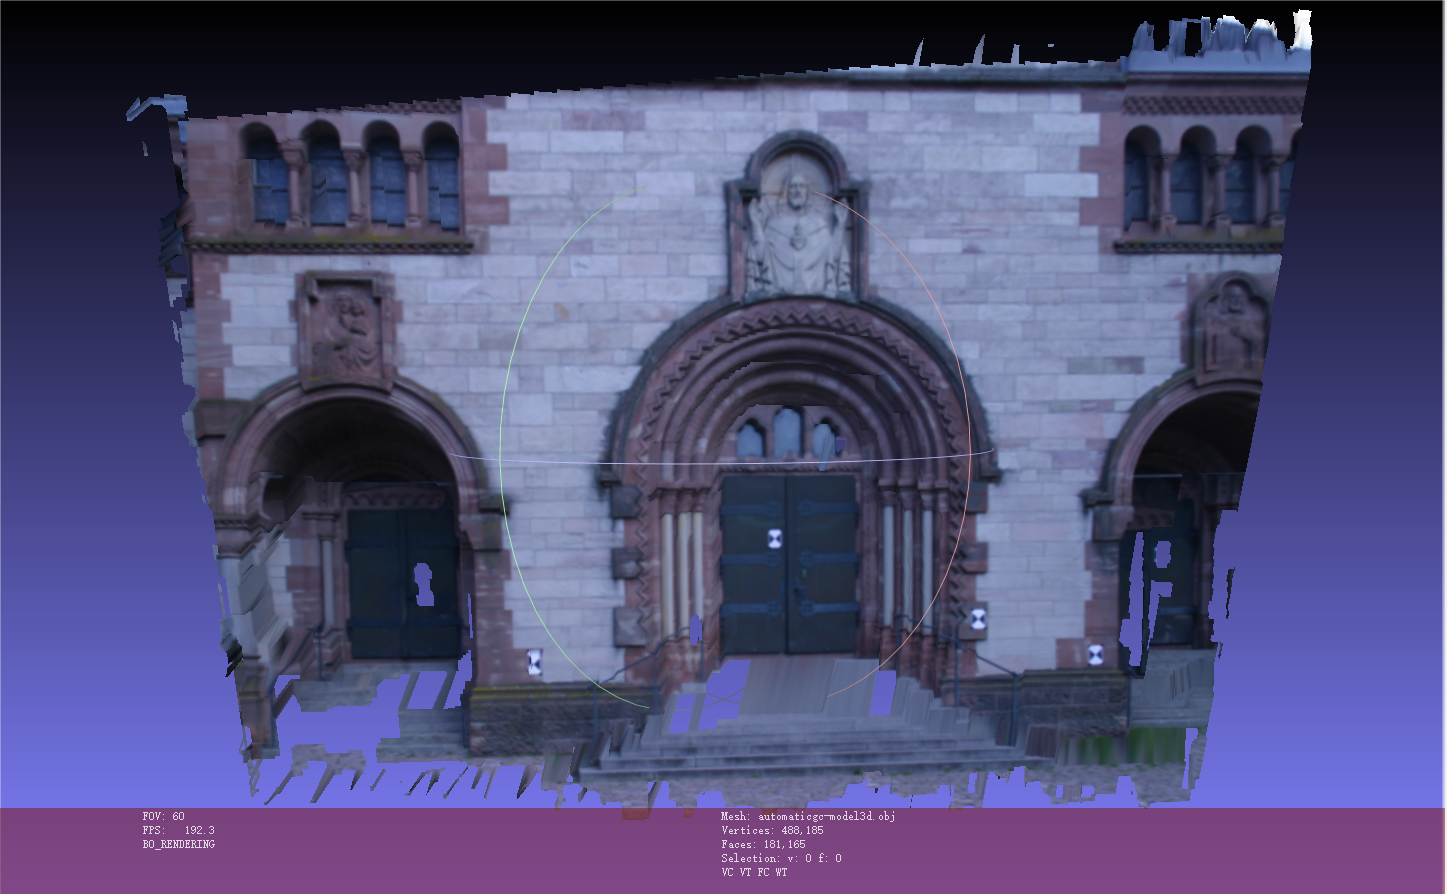 FOV: 60
FPS: 192.3
BO_RENDERING
Mesh: automaticgc-model3d.obj
Vertices: 488,185
Faces: 181,165
Selection: v: 0 f: 0
VC VT FC WT